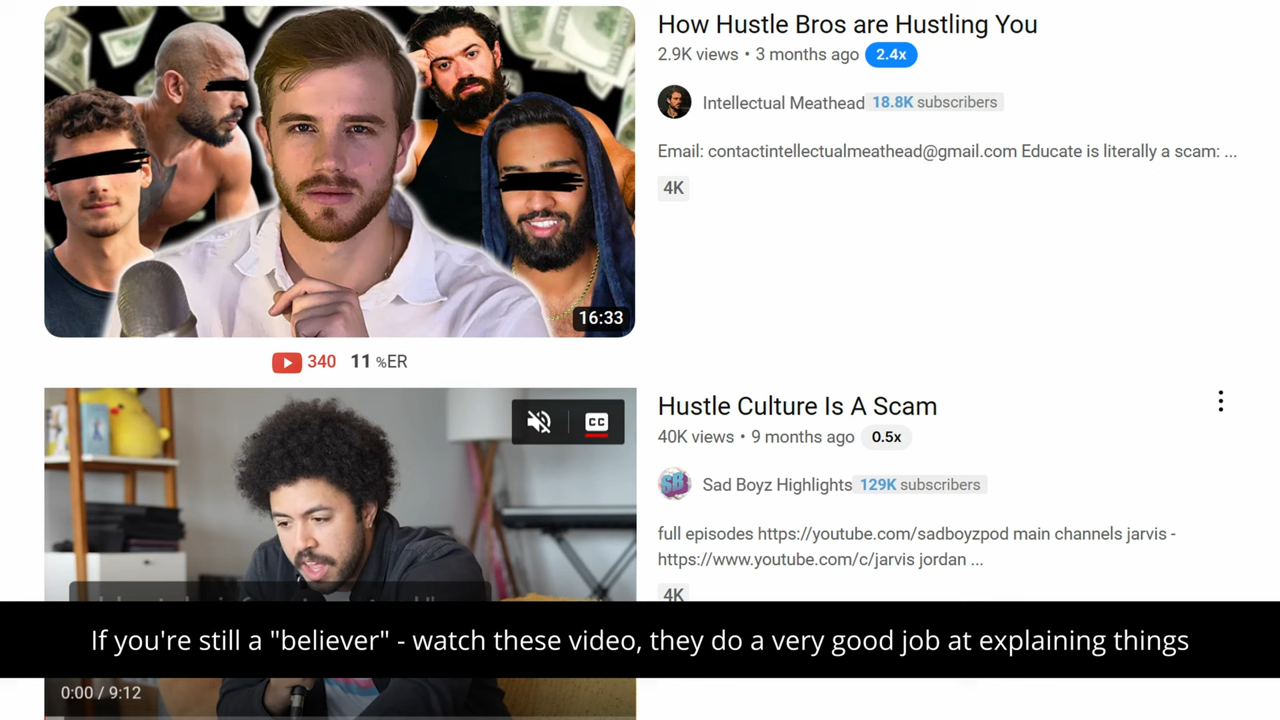 How Hustle Bros are Hustling You
2.9K views • 3 months ago 2.4x
Intellectual Meathead 18.8K subscribers
Email: contactintellectualmeathead@gmail.com Educate is literally a scam: ...
4K
16:33
340 11 %ER
CC
Hustle Culture Is A Scam
40K views • 9 months ago 0.5x
SB
Sad Boyz Highlights 129K subscribers
full episodes https://youtube.com/sadboyzpod main channels jarvis -
https://www.youtube.com/c/jarvis jordan ...
4K
If you're still a "believer" - watch these video, they do a very good job at explaining things
0:00 / 9:12